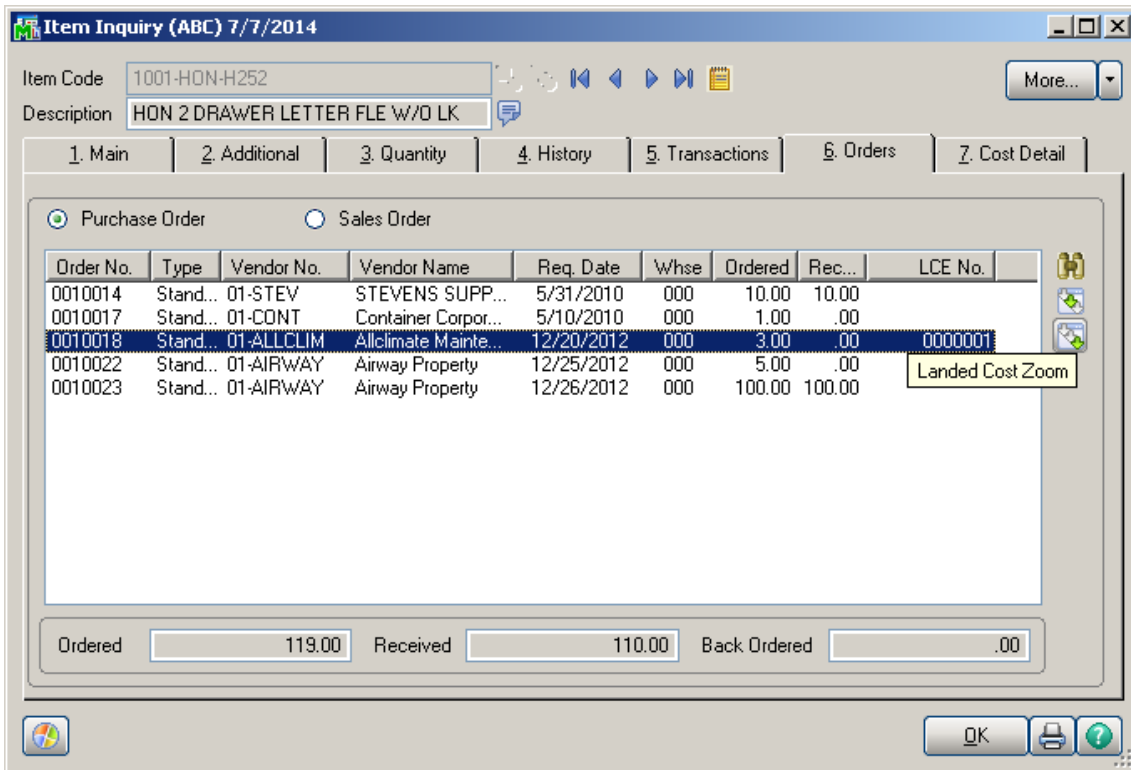 Item Inquiry (ABC) 7/7/2014
Item Code 1001-HON-H252 More...
Description HON 2 DRAWER LETTER FLE W/O LK
1. Main 2. Additional 3. Quantity 4. History 5. Transactions 6. Orders 7. Cost Detail
Purchase Order Sales Order
Order No. Type Vendor No. Vendor Name Req. Date Whse Ordered Rec... LCE No.
0010014 Stand... 01-STEV STEVENS SUPP... 5/31/2010 000 10.00 10.00
0010017 Stand... 01-CONT Container Corpor... 5/10/2010 000 1.00 .00
0010018 Stand... 01-ALLCLIM Allclimate Mainte... 12/20/2012 000 3.00 .00 0000001
0010022 Stand... 01-AIRWAY Airway Property 12/25/2012 000 5.00 .00
Landed Cost Zoom
0010023 Stand... 01-AIRWAY Airway Property 12/26/2012 000 100.00 100.00
Ordered 119.00 Received 110.00 Back Ordered .00
OK